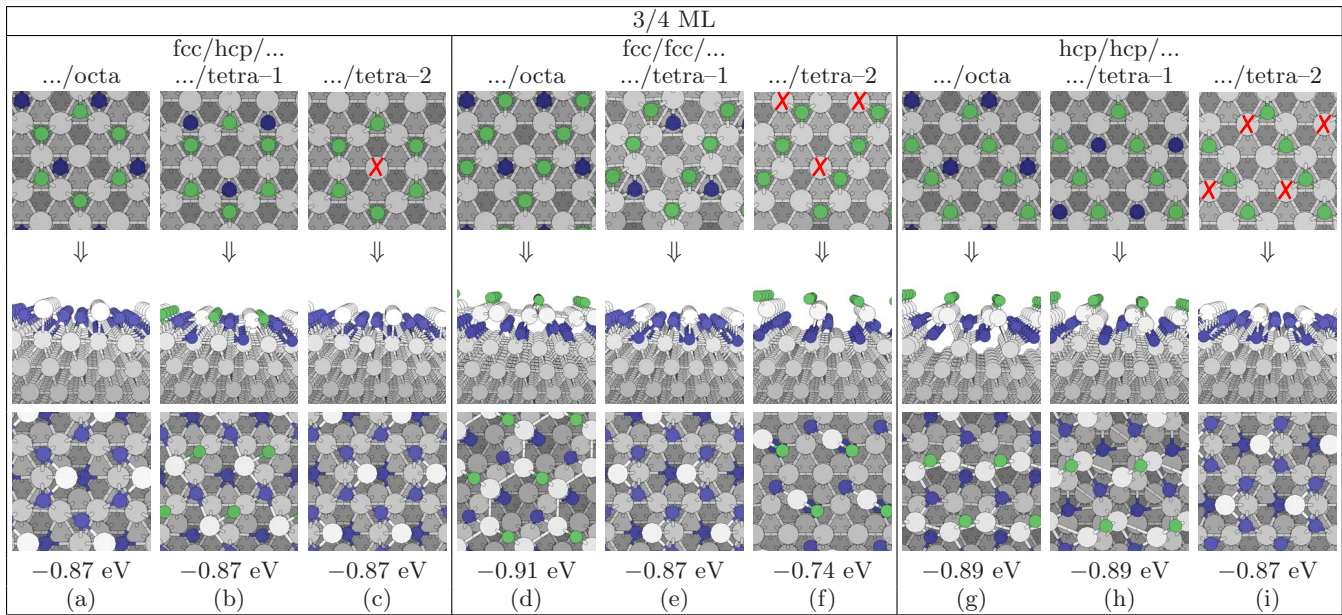 3/4 ML
fcc/hcp/... fcc/fcc/... hcp/hcp/...
.../octa .../tetra–1 .../tetra–2 .../octa .../tetra–1 .../tetra–2 .../octa .../tetra–1 .../tetra–2
X X X X X
X X X X
⇓ ⇓ ⇓ ⇓ ⇓ ⇓ ⇓ ⇓ ⇓
−0.87 eV −0.87 eV −0.87 eV −0.91 eV −0.87 eV −0.74 eV −0.89 eV −0.89 eV −0.87 eV
(a) (b) (c) (d) (e) (f) (g) (h) (i)